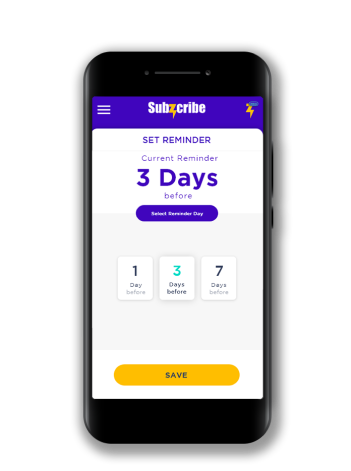 Subzcribe
SET REMINDER
Current Reminder
3 Days
before
Select Reminder Day
1 3 7
Day Days Days
before before before
SAVE